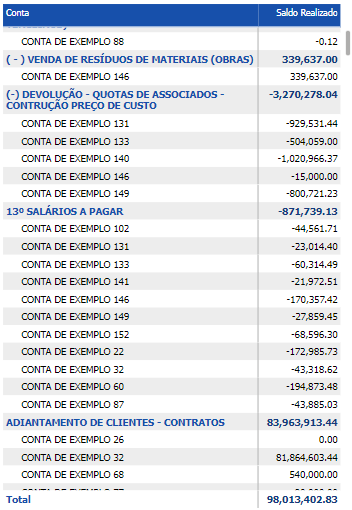 Conta Saldo Realizado
CONTA DE EXEMPLO 88 -0.12
( - ) VENDA DE RESÍDUOS DE MATERIAIS (OBRAS) 339,637.00
CONTA DE EXEMPLO 146 339,637.00
(-) DEVOLUÇÃO - QUOTAS DE ASSOCIADOS - -3,270,278.04
CONTRUÇÃO PREÇO DE CUSTO
CONTA DE EXEMPLO 131 -929,531.44
CONTA DE EXEMPLO 133 -504,059.00
CONTA DE EXEMPLO 140 -1,020,966.37
CONTA DE EXEMPLO 146 -15,000.00
CONTA DE EXEMPLO 149 -800,721.23
13º SALÁRIOS A PAGAR -871,739.13
CONTA DE EXEMPLO 102 -44,561.71
CONTA DE EXEMPLO 131 -23,014.40
CONTA DE EXEMPLO 133 -60,314.49
CONTA DE EXEMPLO 141 -21,972.51
CONTA DE EXEMPLO 146 -170,357.42
CONTA DE EXEMPLO 149 -27,859.45
CONTA DE EXEMPLO 152 -68,596.30
CONTA DE EXEMPLO 22 -172,985.73
CONTA DE EXEMPLO 32 -43,318.62
CONTA DE EXEMPLO 60 -194,873.48
CONTA DE EXEMPLO 87 -43,885.03
ADIANTAMENTO DE CLIENTES - CONTRATOS 83,963,913.44
CONTA DE EXEMPLO 26 0.00
CONTA DE EXEMPLO 32 81,864,603.44
CONTA DE EXEMPLO 68 540,000.00
Total 98,013,402.83